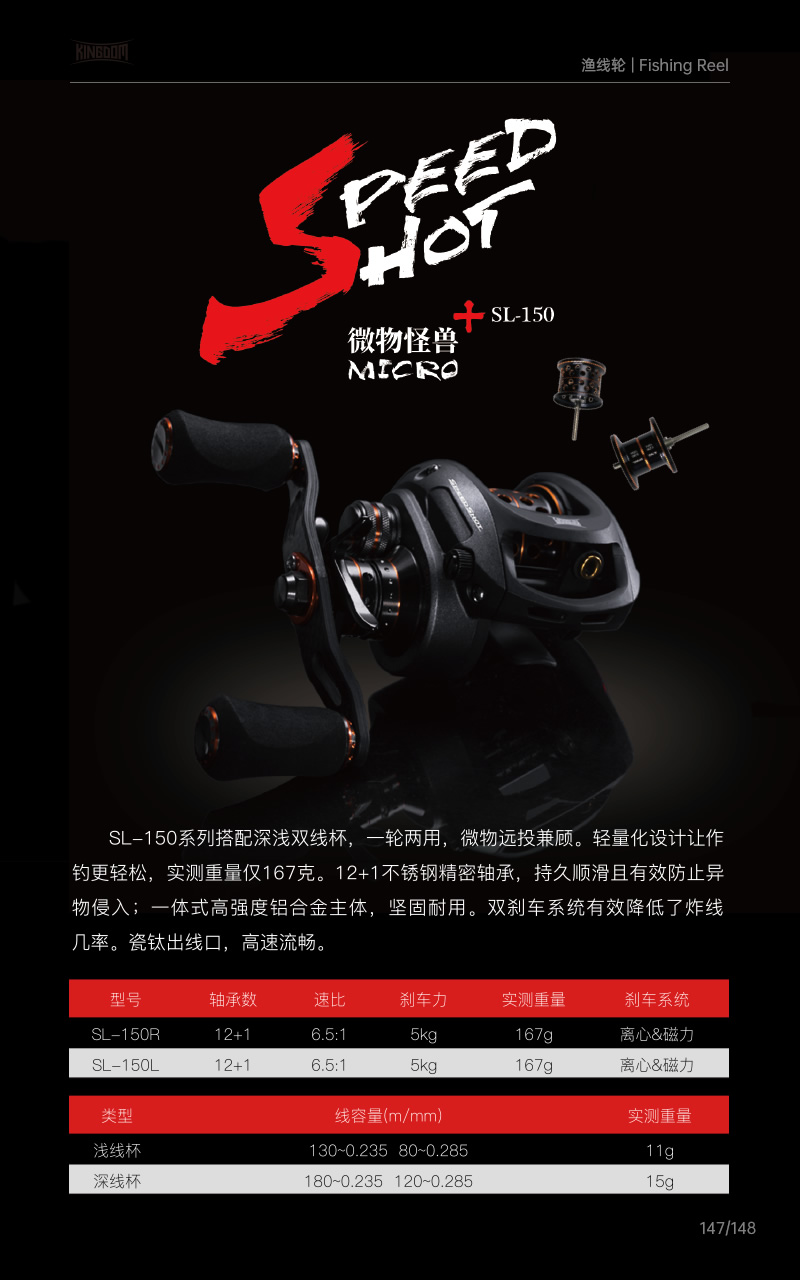 KINGDOM
渔线轮 | Fishing Reel
SPEED
SHOT
SL-150
微物怪兽
MICRO
SPEEDSHOT
KINGDOM
SL-150系列搭配深浅双线杯，一轮两用，微物远投兼顾。轻量化设计让作
钓更轻松，实测重量仅167克。12+1不锈钢精密轴承，持久顺滑且有效防止异
物侵入；一体式高强度铝合金主体，坚固耐用。双刹车系统有效降低了炸线
几率。瓷钛出线口，高速流畅。
型号 轴承数 速比 刹车力 实测重量 刹车系统
SL-150R 12+1 6.5:1 5kg 167g 离心&磁力
SL-150L 12+1 6.5:1 5kg 167g 离心&磁力
类型 线容量(m/mm) 实测重量
浅线杯 130~0.235 80~0.285 11g
深线杯 180~0.235 120~0.285 15g
147/148